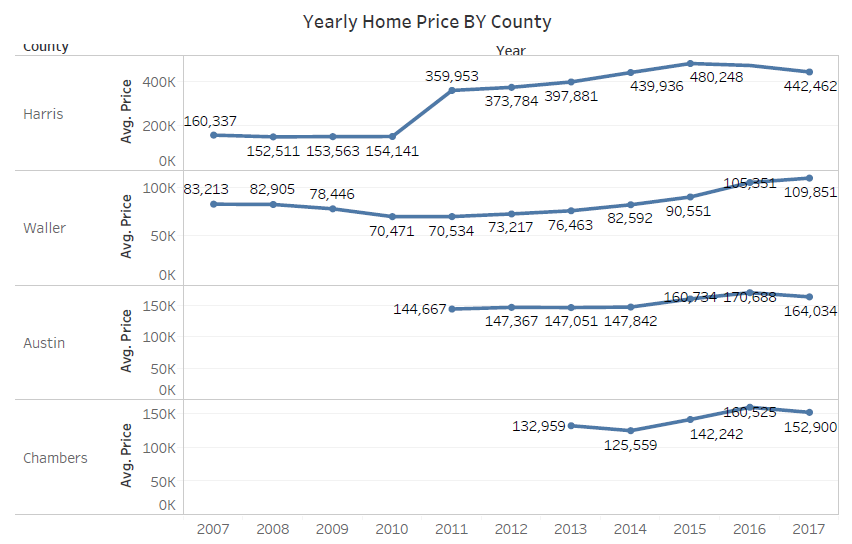 Yearly Home Price BY County
County
Year
Harris
Avg. Price
400K
200K
0K
160,337
152,511 153,563 154,141
359,953
373,784 397,881
439,936 480,248
442,462
Waller
Avg. Price
100K
50K
0K
83,213 82,905 78,446
70,471 70,534 73,217 76,463 82,592 90,551
105,351
109,851
Austin
Avg. Price
150K
100K
50K
0K
144,667
147,367 147,051 147,842
160,734 170,688
164,034
Chambers
Avg. Price
150K
100K
50K
0K
132,959
125,559
142,242
160,525
152,900
2007 2008 2009 2010 2011 2012 2013 2014 2015 2016 2017